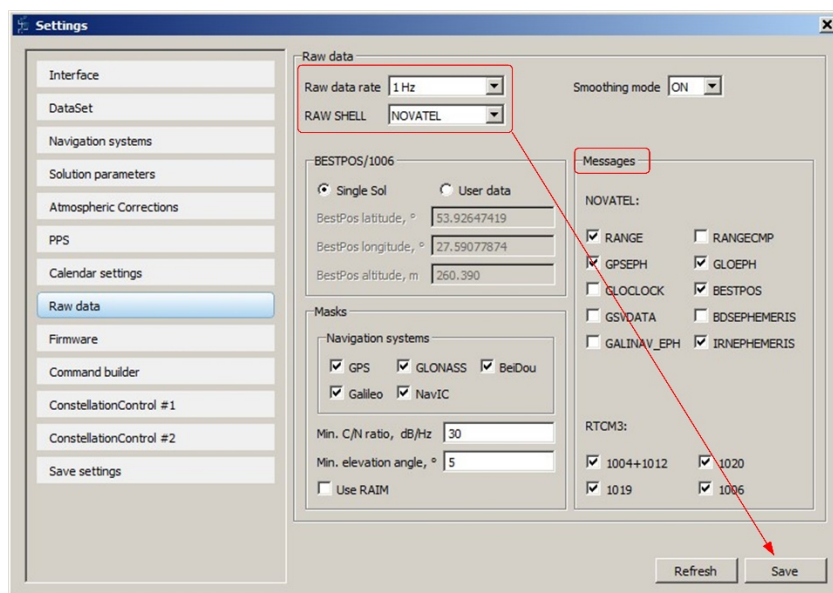 Settings
Interface
DataSet
Navigation systems
Solution parameters
Atmospheric Corrections
PPS
Calendar settings
Raw data
Firmware
Command builder
ConstellationControl #1
ConstellationControl #2
Save settings
Raw data
Raw data rate 1 Hz
Smoothing mode ON
RAW SHELL NOVATEL
BESTPOS/1006
Single Sol User data
BestPos latitude, ° 53.92647419
BestPos longitude, ° 27.59077874
BestPos altitude, m 260.390
Masks
Navigation systems
GPS GLONASS BeiDou
Galileo NavIC
Min. C/N ratio, dB/Hz 30
Min. elevation angle, ° 5
Use RAIM
Messages
NOVATEL:
RANGE RANGECMP
GPSEPH GLOEPH
GLOCLOCK BESTPOS
GSVDATA BDSEPHEMERIS
GALINAV_EPH IRNEPHEMERIS
RTCM3:
1004+1012 1020
1019 1006
Refresh Save